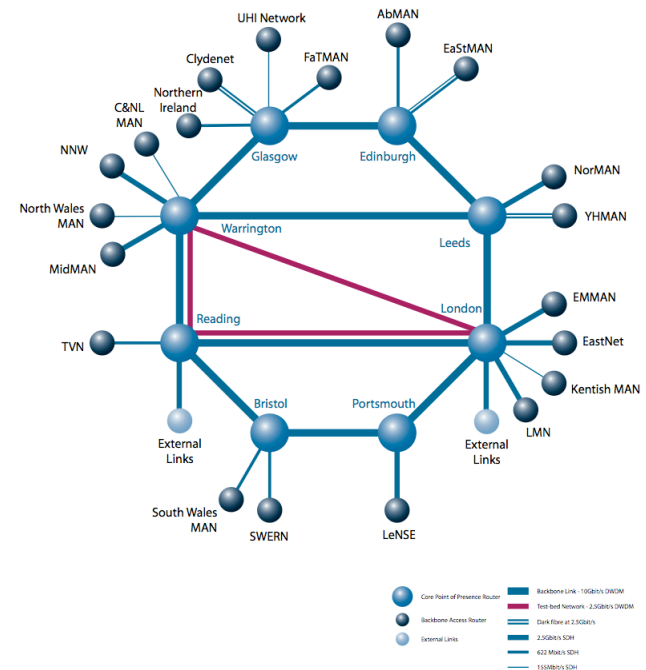 AbMAN
UHI Network
EaStMAN
Clydenet
FaTMAN
Northern
Ireland
C&NL
MAN
NNW
Glasgow
Edinburgh
NorMAN
North Wales
MAN
YHMAN
Warrington
Leeds
MidMAN
EMMAN
London
Reading
TVN
EastNet
Kentish MAN
Bristol
Portsmouth
LMN
External
Links
External
Links
South Wales
MAN
SWERN
LeNSE
Core Point of Presence Router
Backbone Link - 10Gbit/s DWDM
Test-bed Network - 2.5Gbit/s DWDM
Backbone Access Router
Dark fibre at 2.5Gbit/s
External Links
2.5Gbit/s SDH
622 Mbit/s SDH
155Mbit/s SDH